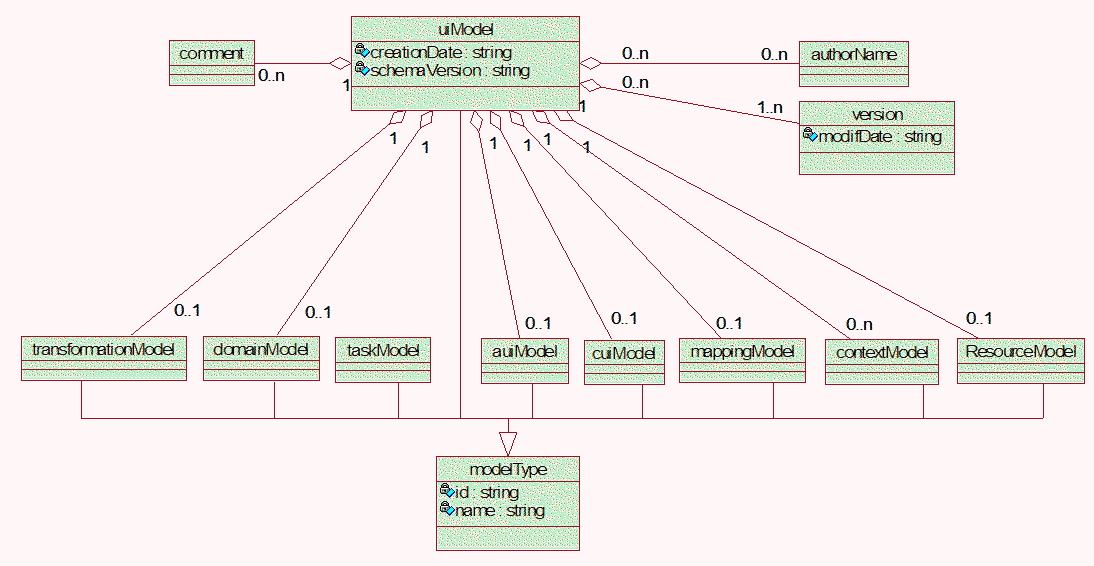 uiModel
creationDate : string
schemaVersion : string
comment
0..n
1
0..n
0..n
authorName
0..n
1..n
version
modifDate : string
1
1
1
1
1
1
1
0..1
0..1
0..1
0..1
0..1
0..n
0..1
transformationModel
domainModel
taskModel
auiModel
cuiModel
mappingModel
contextModel
ResourceModel
modelType
id : string
name : string